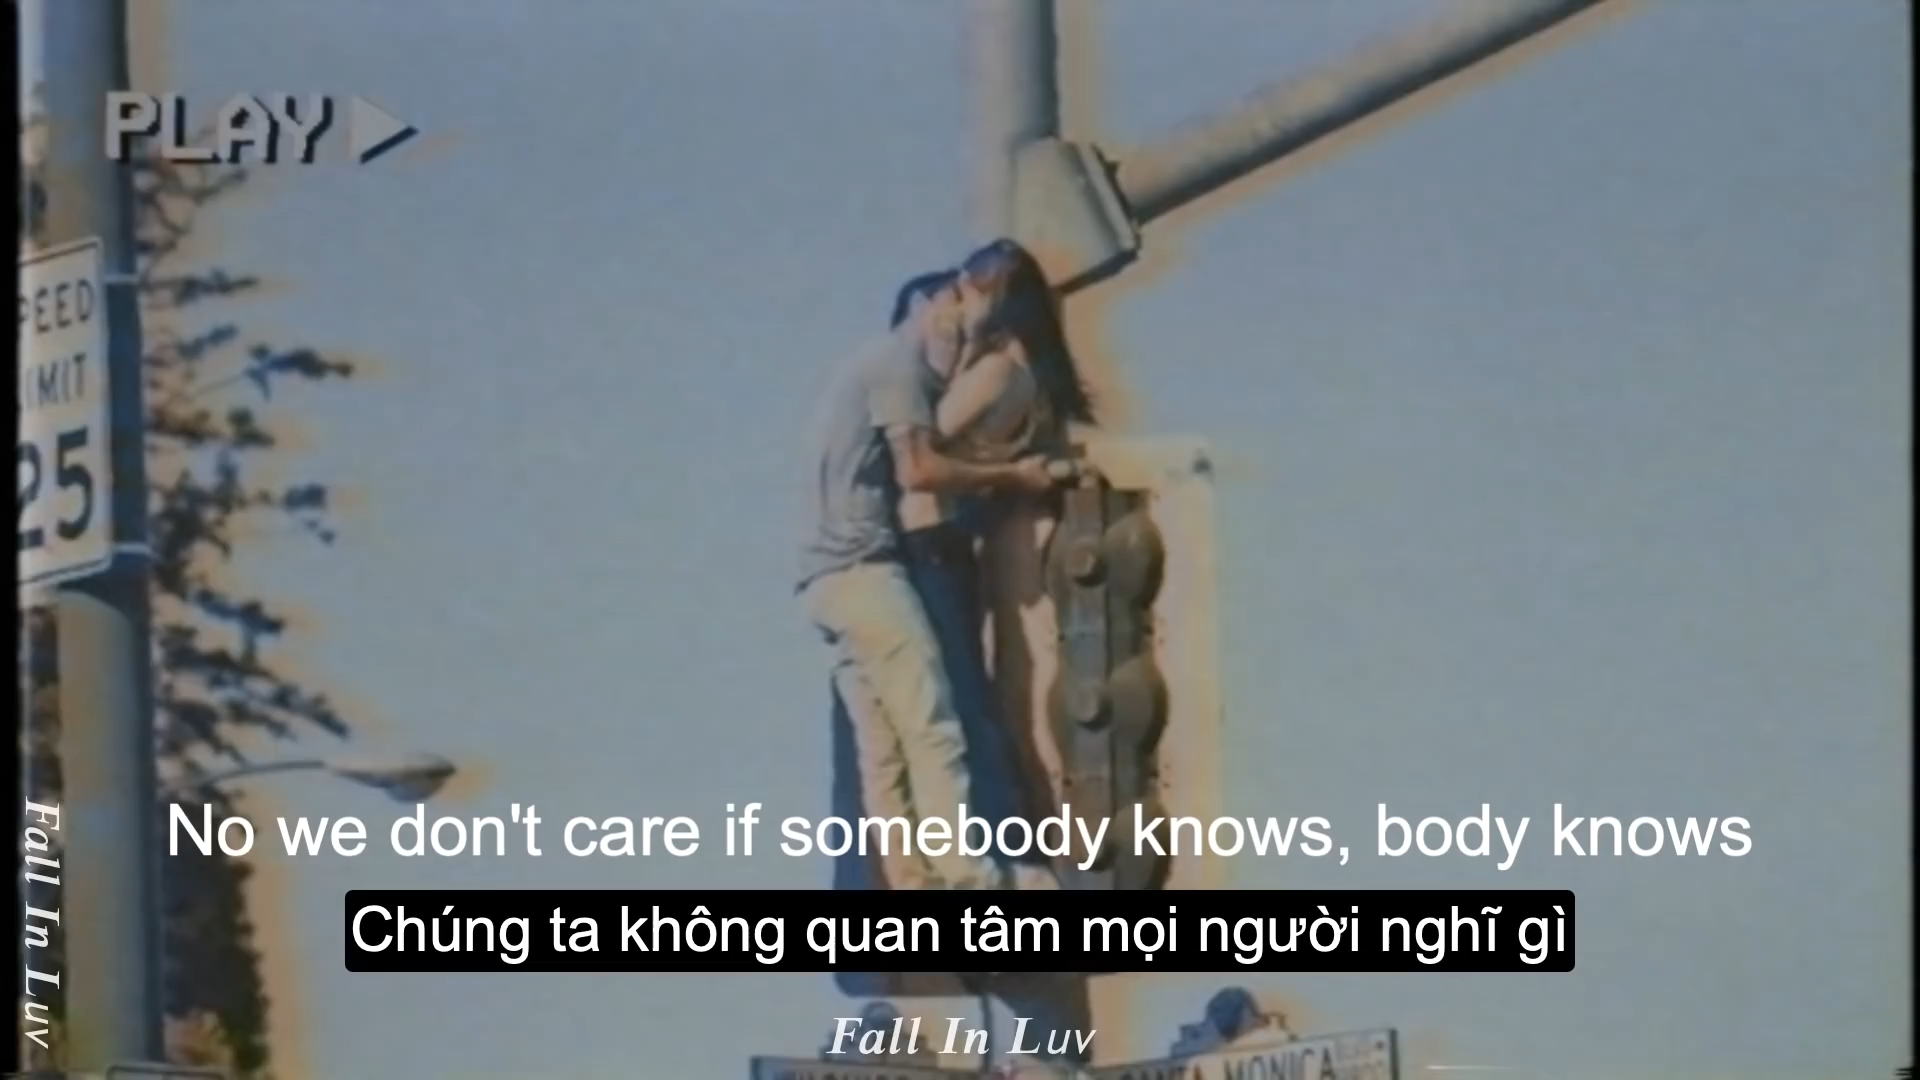 PLAY
PEED
IMIT
25
No we don't care if somebody knows, body knows
Chúng ta không quan tâm mọi người nghĩ gì
Fall In Luv
Fall In Luv
SANTA MONICA